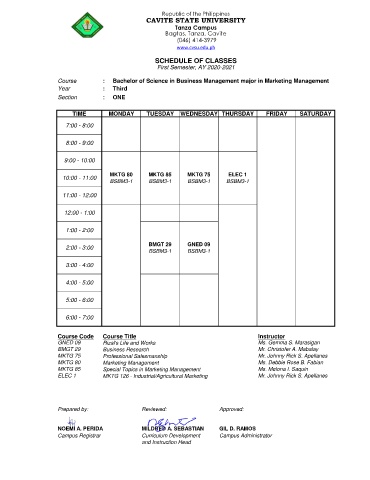 Republic of the Philippines
CAVITE STATE UNIVERSITY
Tanza Campus
Bagtas, Tanza, Cavite
(046) 414-3979
www.cvsu.edu.ph
SCHEDULE OF CLASSES
First Semester, AY 2020-2021
Course : Bachelor of Science in Business Management major in Marketing Management
Year : Third
Section : ONE
TIME MONDAY TUESDAY WEDNESDAY THURSDAY FRIDAY SATURDAY
7:00 - 8:00
8:00 - 9:00
9:00 - 10:00
10:00 - 11:00 MKTG 80 MKTG 85 MKTG 75 ELEC 1
BSBM3-1 BSBM3-1 BSBM3-1 BSBM3-1
11:00 - 12:00
12:00 - 1:00
1:00 - 2:00
2:00 - 3:00 BMGT 29 GNED 09
BSBM3-1 BSBM3-1
3:00 - 4:00
4:00 - 5:00
5:00 - 6:00
6:00 - 7:00
Course Code Course Title Instructor
GNED 09 Rizal's Life and Works Ms. Gemma S. Marasigan
BMGT 29 Business Research Mr. Christofer A. Mabalay
MKTG 75 Professional Salesmanship Mr. Johnny Rick S. Apellanes
MKTG 80 Marketing Management Ms. Debbie Rose B. Fabian
MKTG 85 Special Topics in Marketing Management Ms. Melona I. Saquin
ELEC 1 MKTG 126 - Industrial/Agricultural Marketing Mr. Johnny Rick S. Apellanes
Prepared by: Reviewed: Approved:
NOEMI A. PERIDA MILDRED A. SEBASTIAN GIL D. RAMOS
Campus Registrar Curriculum Development Campus Administrator
and Instruction Head